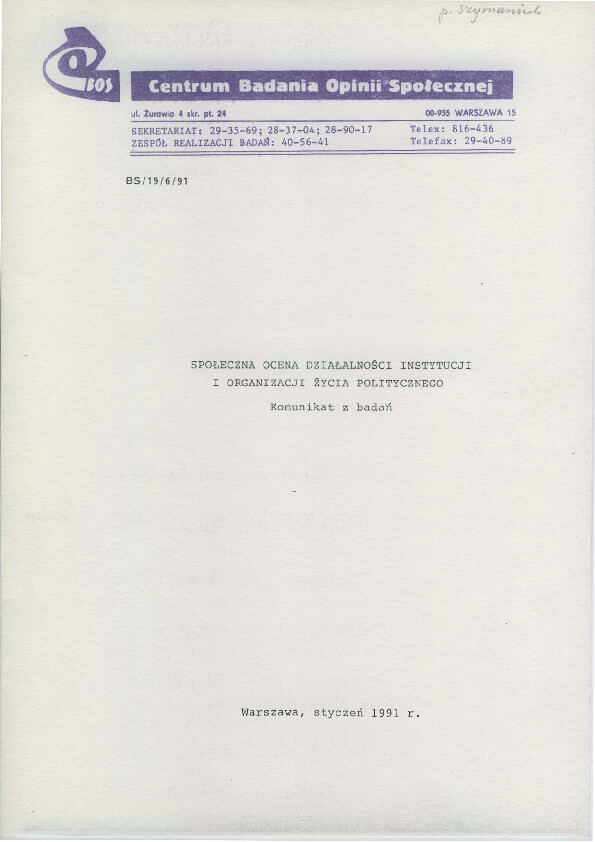 p. Szymaniuk
CBOS
Centrum Badania Opinii Społecznej
ul. Żurawia 4 skr. pt. 24 00-955 WARSZAWA 15
SEKRETARIAT: 29-35-69; 28-37-04; 28-90-17 Telex: 816-436
ZESPÓŁ REALIZACJI BADAŃ: 40-56-41 Telefax: 29-40-89
BS/19/6/91
SPOŁECZNA OCENA DZIAŁALNOŚCI INSTYTUCJI
I ORGANIZACJI ŻYCIA POLITYCZNEGO
Komunikat z badań
Warszawa, styczeń 1991 r.